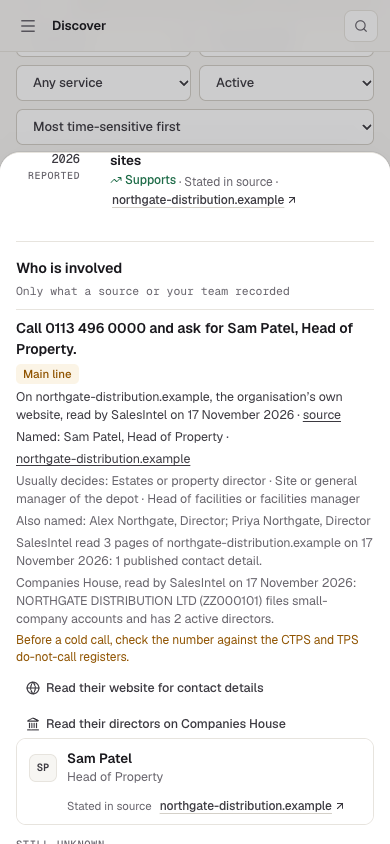 Discover
Any service
Active
Most time-sensitive first
2026
REPORTED
sites
Supports · Stated in source ·
northgate-distribution.example
Who is involved
Only what a source or your team recorded
Call 0113 496 0000 and ask for Sam Patel, Head of
Property.
Main line
On northgate-distribution.example, the organisation's own
website, read by SalesIntel on 17 November 2026 · source
Named: Sam Patel, Head of Property ·
northgate-distribution.example
Usually decides: Estates or property director · Site or general
manager of the depot · Head of facilities or facilities manager
Also named: Alex Northgate, Director; Priya Northgate, Director
SalesIntel read 3 pages of northgate-distribution.example on 17
November 2026: 1 published contact detail.
Companies House, read by SalesIntel on 17 November 2026:
NORTHGATE DISTRIBUTION LTD (ZZ000101) files small-
company accounts and has 2 active directors.
Before a cold call, check the number against the CTPS and TPS
do-not-call registers.
Read their website for contact details
Read their directors on Companies House
SP
Sam Patel
Head of Property
Stated in source northgate-distribution.example
STILL UNKNOWN